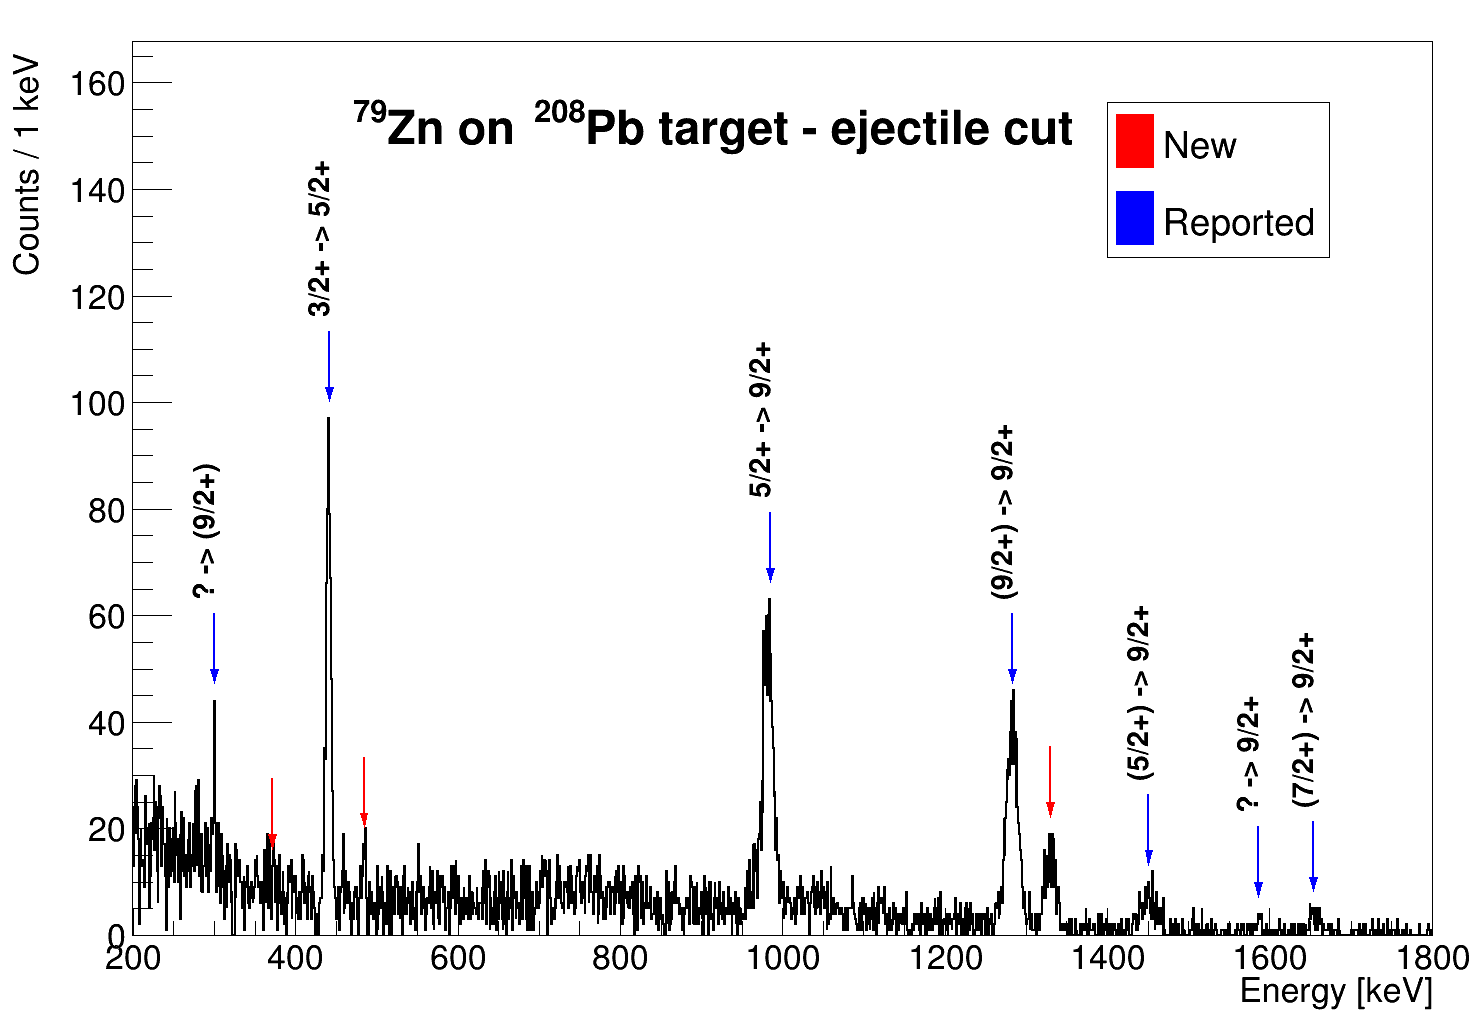 Counts / 1 keV
160
140
120
100
80
60
40
20
0
79Zn on 208Pb target - ejectile cut
New
Reported
? -> (9/2+)
3/2+ -> 5/2+
5/2+ -> 9/2+
(9/2+) -> 9/2+
(5/2+) -> 9/2+
? -> 9/2+
(7/2+) -> 9/2+
200 400 600 800 1000 1200 1400 1600 1800
Energy [keV]